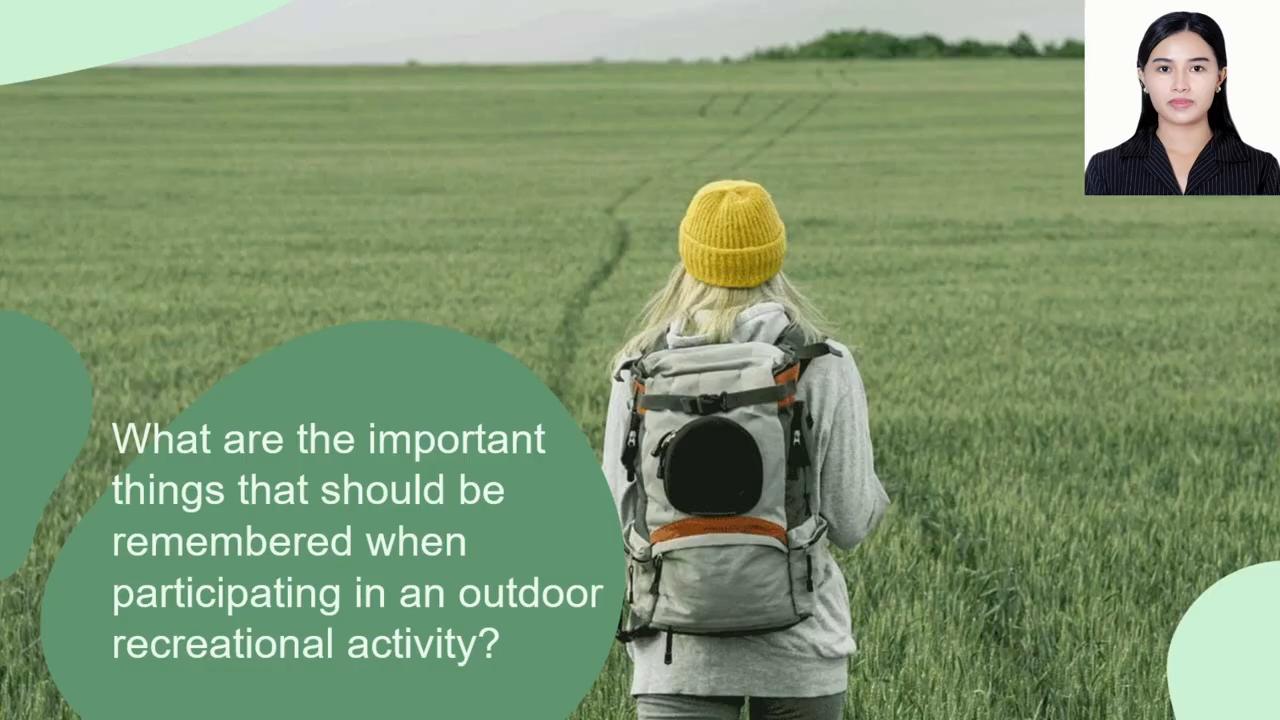 What are the important
things that should be
remembered when
participating in an outdoor
recreational activity?